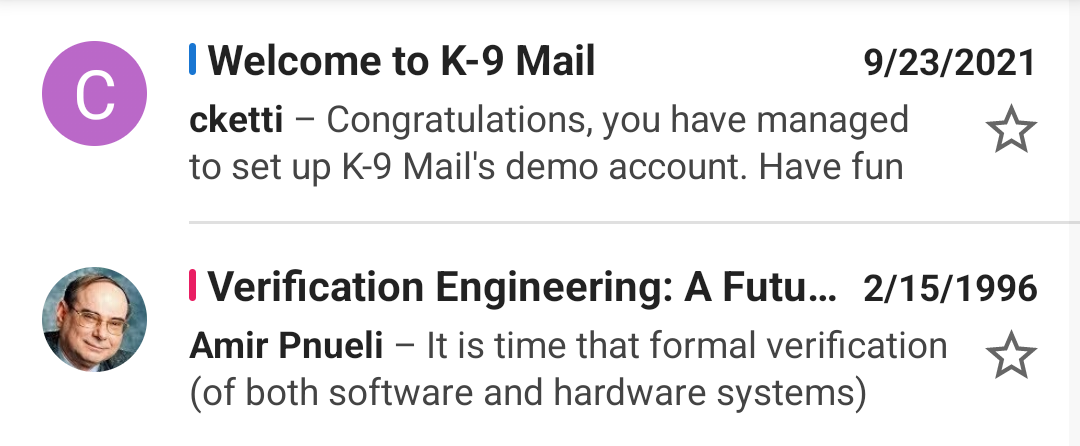 C
Welcome to K-9 Mail 9/23/2021
cketti – Congratulations, you have managed
to set up K-9 Mail's demo account. Have fun
Verification Engineering: A Futu... 2/15/1996
Amir Pnueli – It is time that formal verification
(of both software and hardware systems)